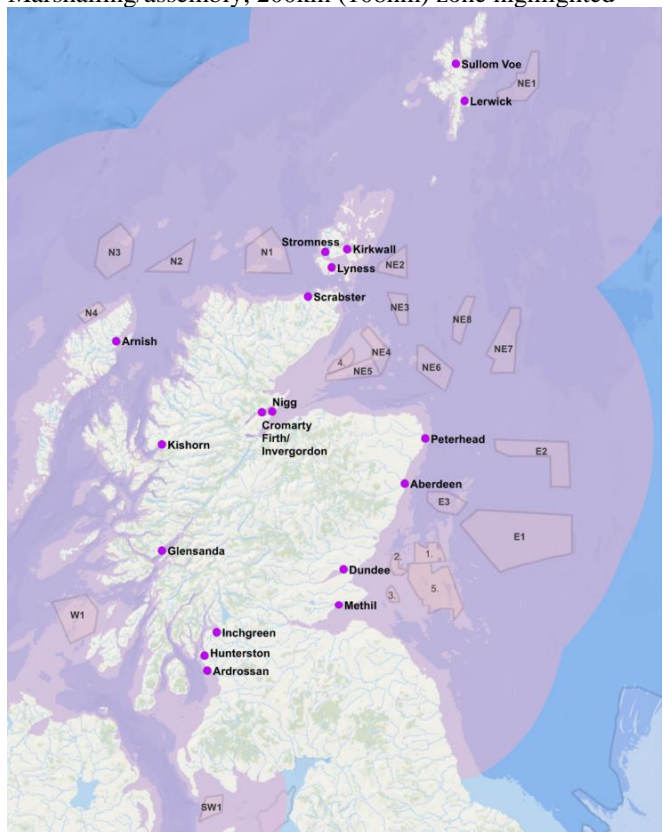 Marshalling/assembly, 200km (108nm) zone highlighted
Sullom Voe
NE1
Lerwick
N3
N2
N1
Stromness
Kirkwall
Lyness
NE2
Scrabster
NE3
N4
Arnish
NE8
NE7
4.
NE4
NE5
NE6
Nigg
Cromarty
Firth/
Invergordon
Kishorn
Peterhead
E2
Aberdeen
E3
E1
Glensanda
2.
1.
Dundee
3.
5.
W1
Methil
Inchgreen
Hunterston
Ardrossan
SW1